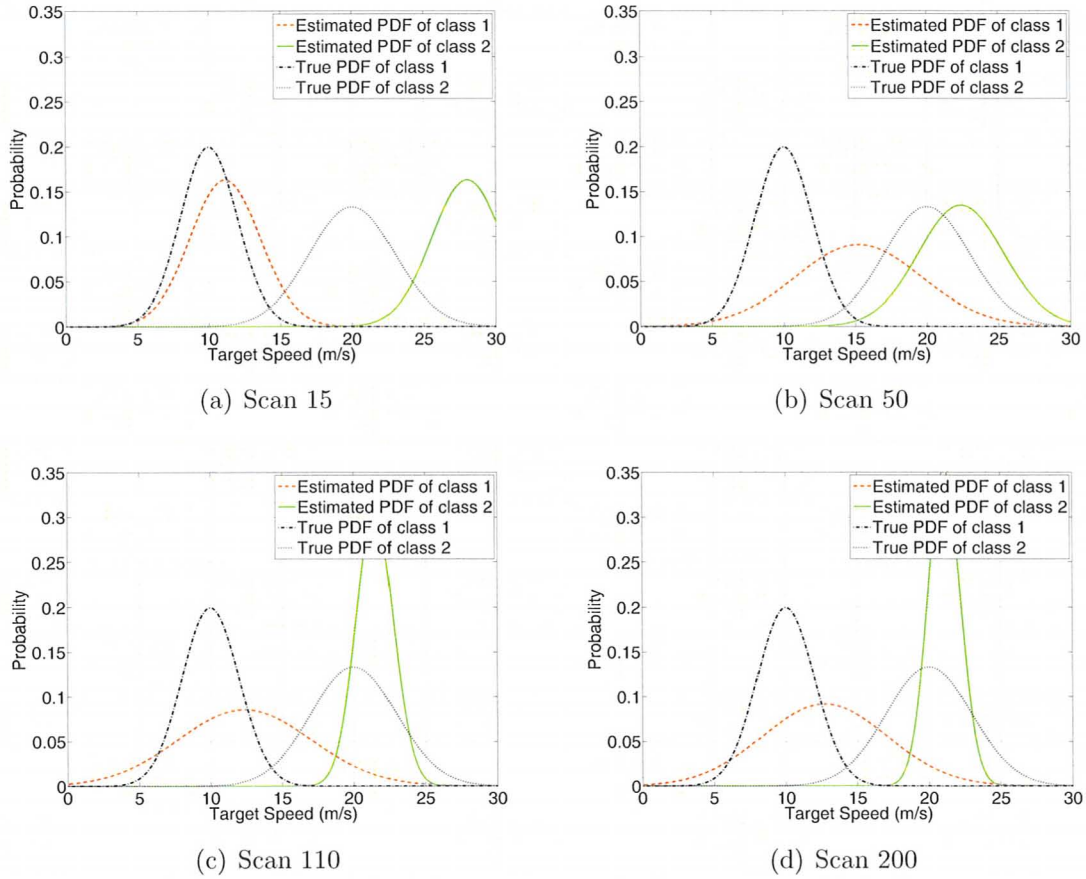 0.35
0.3
0.25
0.2
0.15
0.1
0.05
0
Probability
0 5 10 15 20 25 30
Target Speed (m/s)
Estimated PDF of class 1
Estimated PDF of class 2
True PDF of class 1
True PDF of class 2
(a) Scan 15
0.35
0.3
0.25
0.2
0.15
0.1
0.05
0
Probability
0 5 10 15 20 25 30
Target Speed (m/s)
Estimated PDF of class 1
Estimated PDF of class 2
True PDF of class 1
True PDF of class 2
(b) Scan 50
0.35
0.3
0.25
0.2
0.15
0.1
0.05
0
Probability
0 5 10 15 20 25 30
Target Speed (m/s)
Estimated PDF of class 1
Estimated PDF of class 2
True PDF of class 1
True PDF of class 2
(c) Scan 110
0.35
0.3
0.25
0.2
0.15
0.1
0.05
0
Probability
0 5 10 15 20 25 30
Target Speed (m/s)
Estimated PDF of class 1
Estimated PDF of class 2
True PDF of class 1
True PDF of class 2
(d) Scan 200